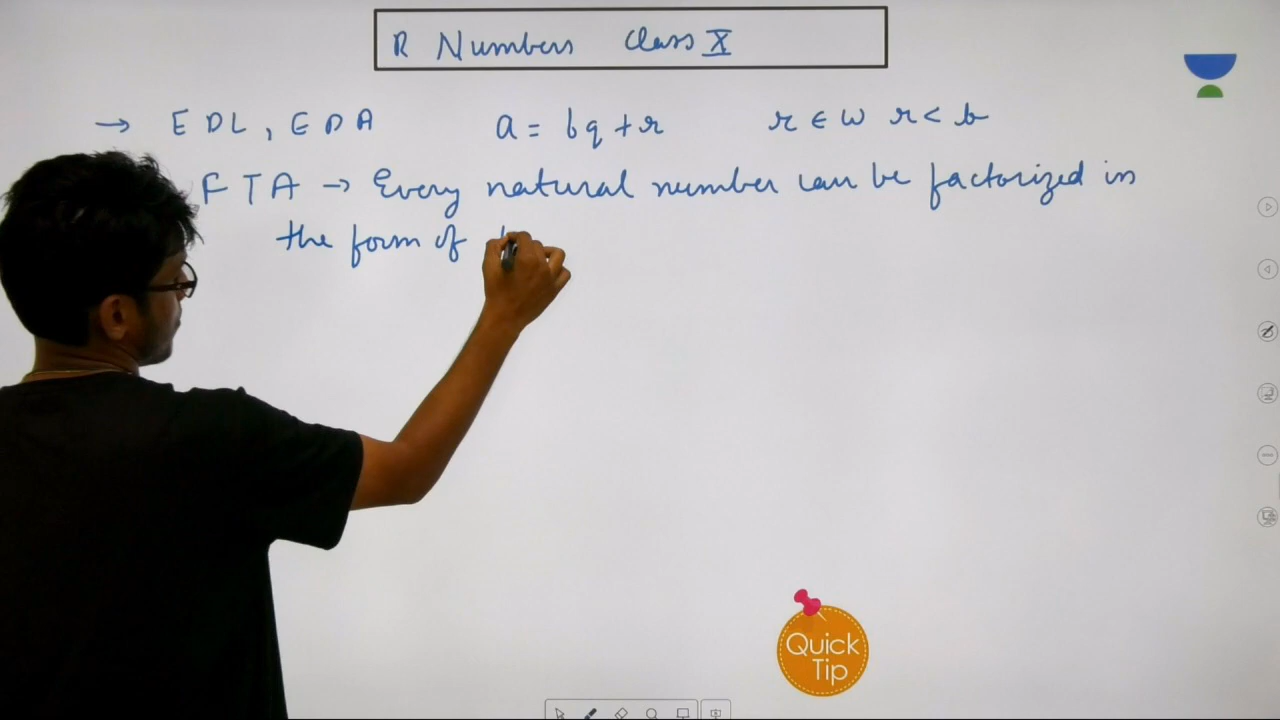 R Numbers Class X
→ EDL, EDA a = bq + r r ∈ W r < b
FTA → Every natural number can be factorized in
the form of
Quick
Tip